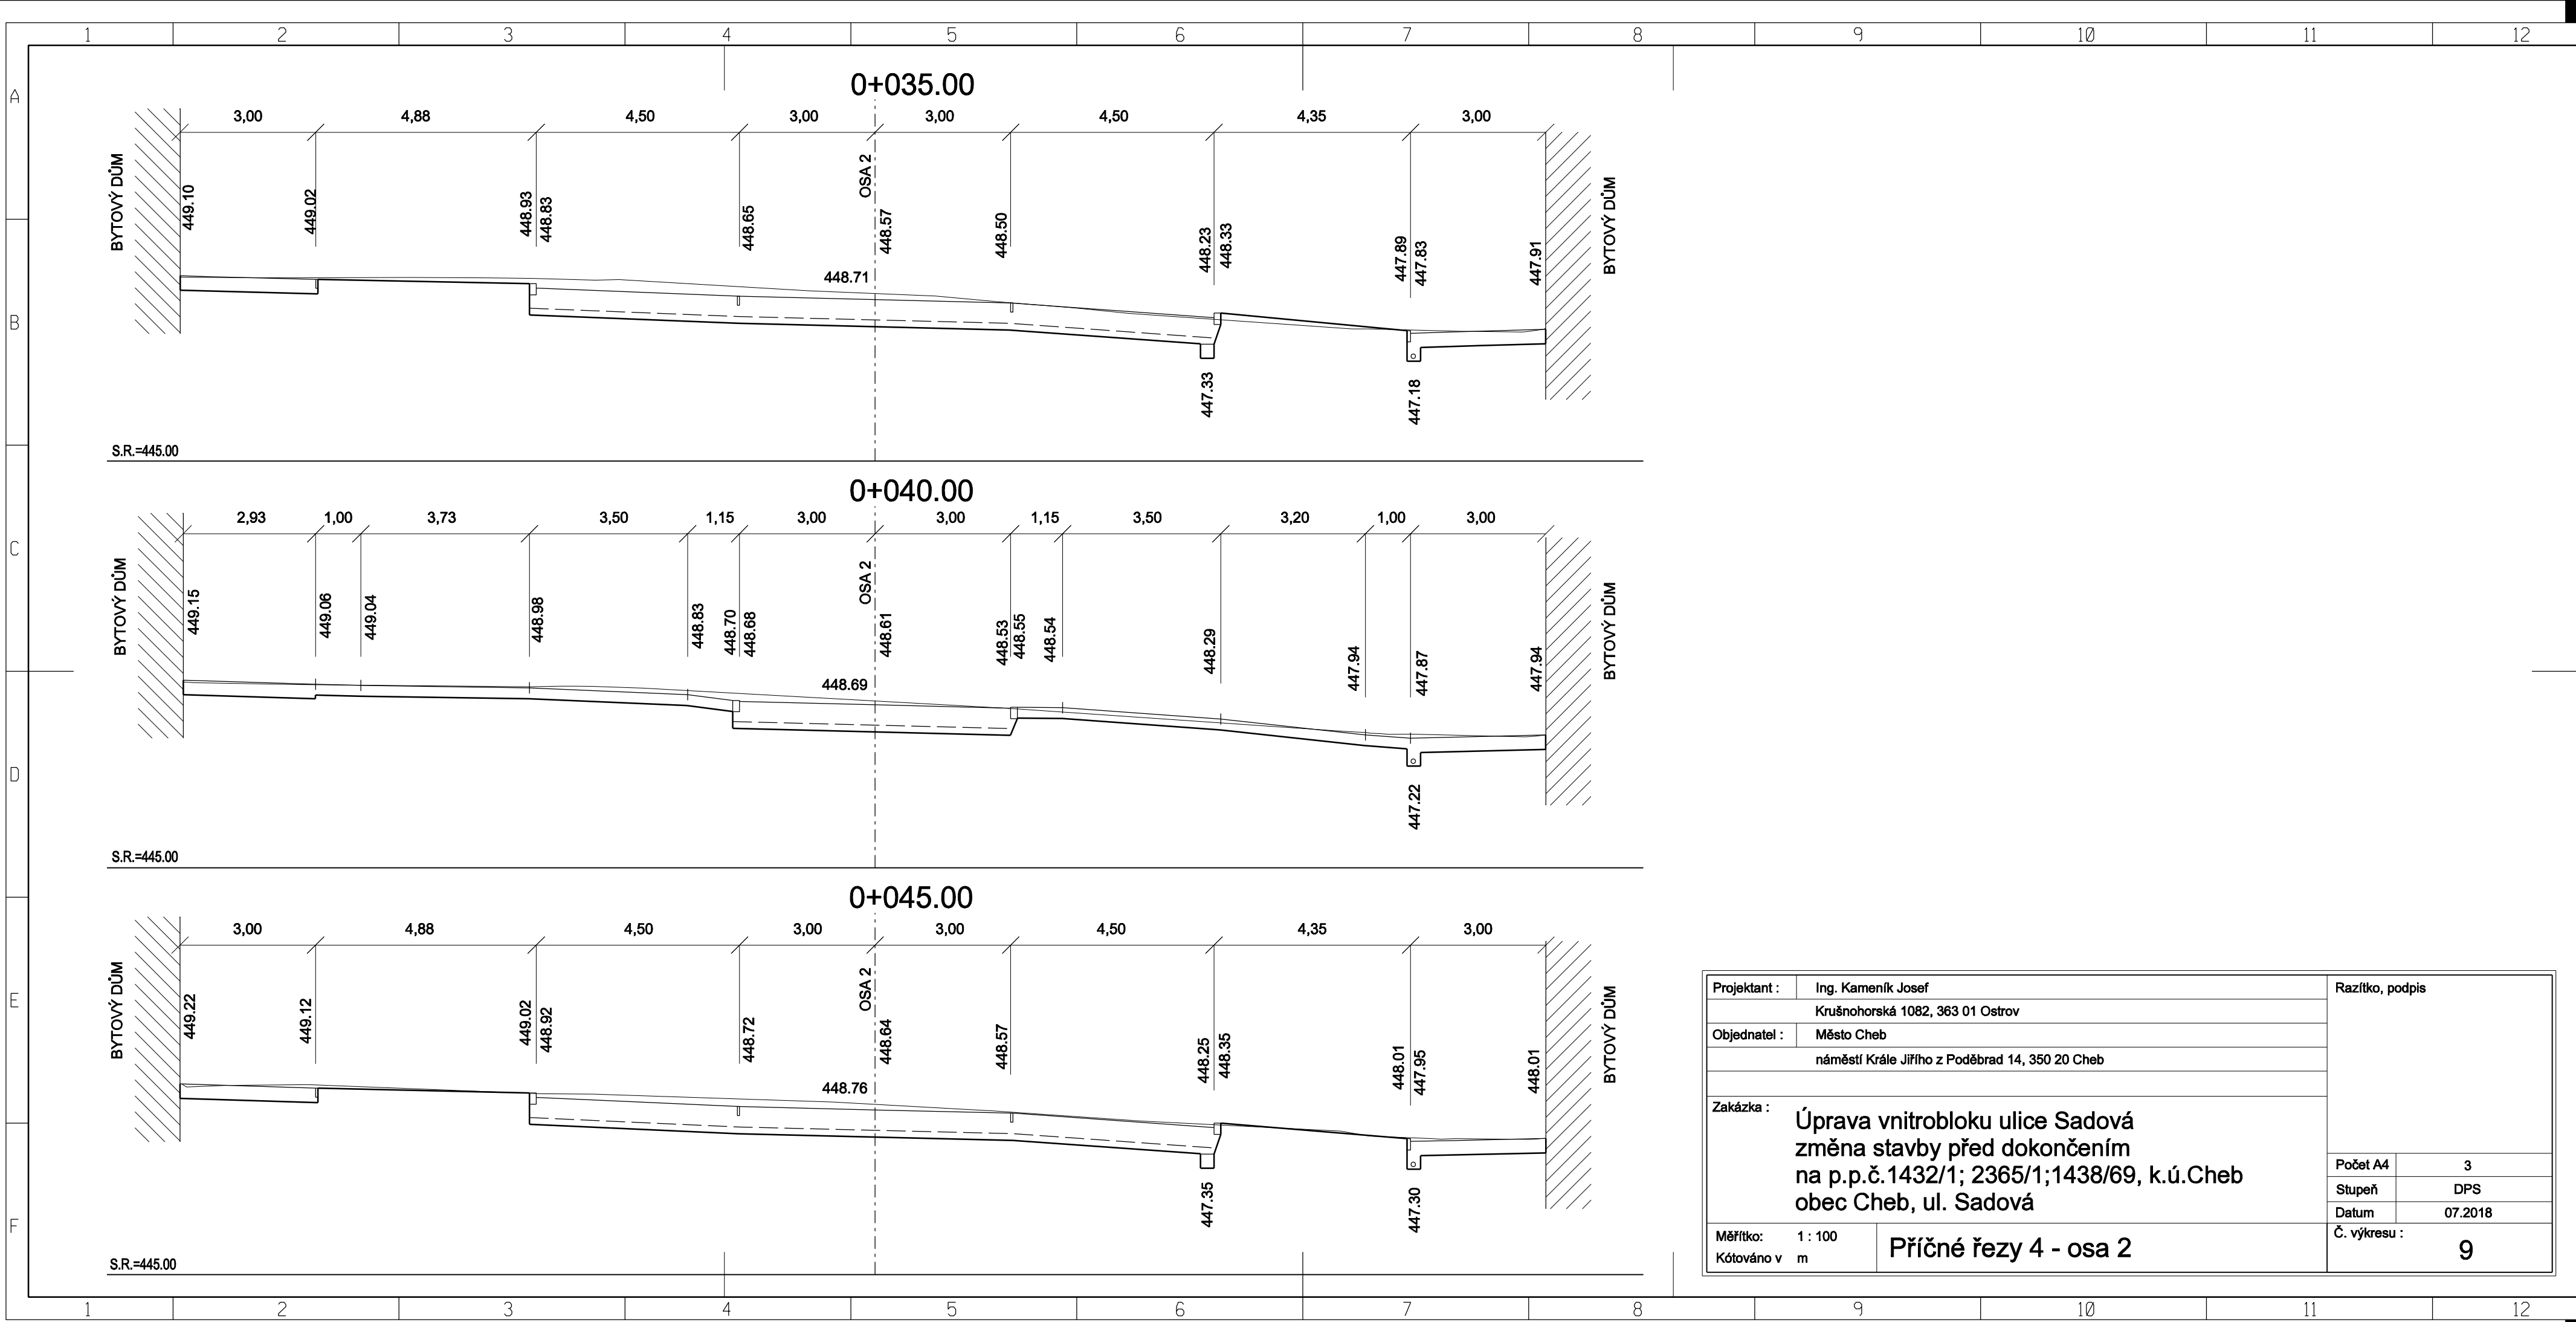 1 2 3 4 5 6 7 8 9 10 11 12
A
B
C
D
E
F
0+035.00
3,00 4,88 4,50 3,00 3,00 4,50 4,35 3,00
BYTOVÝ DŮM
449.10
449.02
448.93
448.83
448.65
OSA 2
448.57
448.50
448.23
448.33
447.89
447.83
447.91
BYTOVÝ DŮM
448.71
447.33
447.18
S.R.=445.00
0+040.00
2,93 1,00 3,73 3,50 1,15 3,00 3,00 1,15 3,50 3,20 1,00 3,00
BYTOVÝ DŮM
449.15
449.06
449.04
448.98
448.83
448.70
448.68
OSA 2
448.61
448.53
448.55
448.54
448.29
447.94
447.87
447.94
BYTOVÝ DŮM
448.69
447.22
S.R.=445.00
0+045.00
3,00 4,88 4,50 3,00 3,00 4,50 4,35 3,00
BYTOVÝ DŮM
449.22
449.12
449.02
448.92
448.72
OSA 2
448.64
448.57
448.25
448.35
448.01
447.95
448.01
BYTOVÝ DŮM
448.76
447.35
447.30
S.R.=445.00
Projektant : Ing. Kameník Josef
Krušnohorská 1082, 363 01 Ostrov
Objednatel : Město Cheb
náměstí Krále Jiřího z Poděbrad 14, 350 20 Cheb
Zakázka :
Úprava vnitrobloku ulice Sadová
změna stavby před dokončením
na p.p.č.1432/1; 2365/1;1438/69, k.ú.Cheb
obec Cheb, ul. Sadová
Měřítko: 1 : 100
Kótováno v m
Příčné řezy 4 - osa 2
Razítko, podpis
Počet A4 3
Stupeň DPS
Datum 07.2018
Č. výkresu :
9
1 2 3 4 5 6 7 8 9 10 11 12